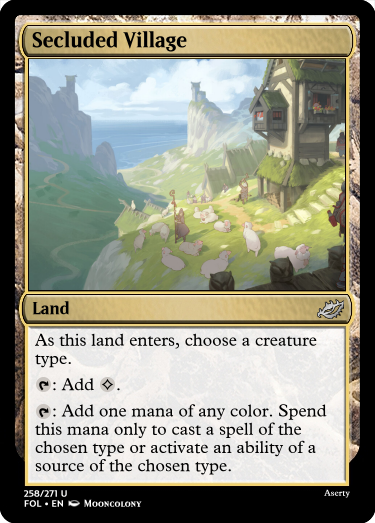 Secluded Village
Land
As this land enters, choose a creature
type.
: Add .
: Add one mana of any color. Spend
this mana only to cast a spell of the
chosen type or activate an ability of a
source of the chosen type.
258/271 U
FOL • EN Mooncolony
Aserty